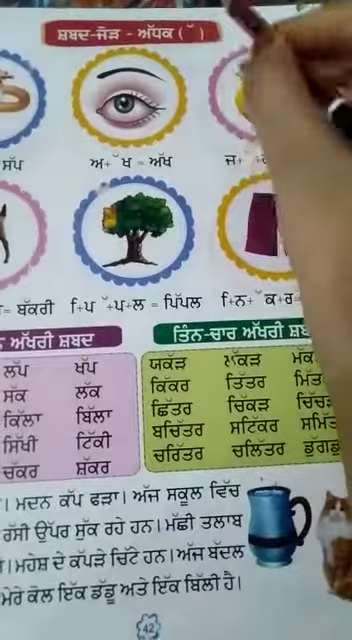 ਸ਼ਬਦ-ਜੋੜ - ਅੱਧਕ ( ੱ )
ਸੱਪ
ਅ+ ੱ ਖ = ਅੱਖ
ਜ+
= ਬੱਕਰੀ
f+ਪ ੱ +ਪ+ਲ = ਪਿੱਪਲ
f+ਨ+ ੱ ਕ+ਰ=
ਅੱਖਰੀ ਸ਼ਬਦ
ਤਿੰਨ-ਚਾਰ ਅੱਖਰੀ
ਲੱਪ ਖੱਪ
ਸੱਕ ਲੱਕ
ਕਿੱਲਾ ਬਿੱਲਾ
ਸਿੱਖੀ ਟਿੱਕੀ
ਚੱਕਰ ਸ਼ੱਕਰ
ਯਕੱੜ
ਕਿੱਕਰ ਤਿੱਤਰ
ਛਿੱਤਰ ਚਿੱਕੜ
ਬਚਿੱਤਰ ਸਟਿੱਕਰ
ਚਰਿੱਤਰ ਚਲਿੱਤਰ
। ਮਦਨ ਕੱਪ ਫੜਾ। ਅੱਜ ਸਕੂਲ ਵਿੱਚ
ਰੱਸੀ ਉੱਪਰ ਸੁੱਕ ਰਹੇ ਹਨ। ਮੱਛੀ ਤਲਾਬ
। ਮਹੇਸ਼ ਦੇ ਕੱਪੜੇ ਚਿੱਟੇ ਹਨ। ਅੱਜ ਬੱਦਲ
ਮੇਰੇ ਕੋਲ ਇੱਕ ਡੱਡੂ ਅਤੇ ਇੱਕ ਬਿੱਲੀ ਹੈ।
42